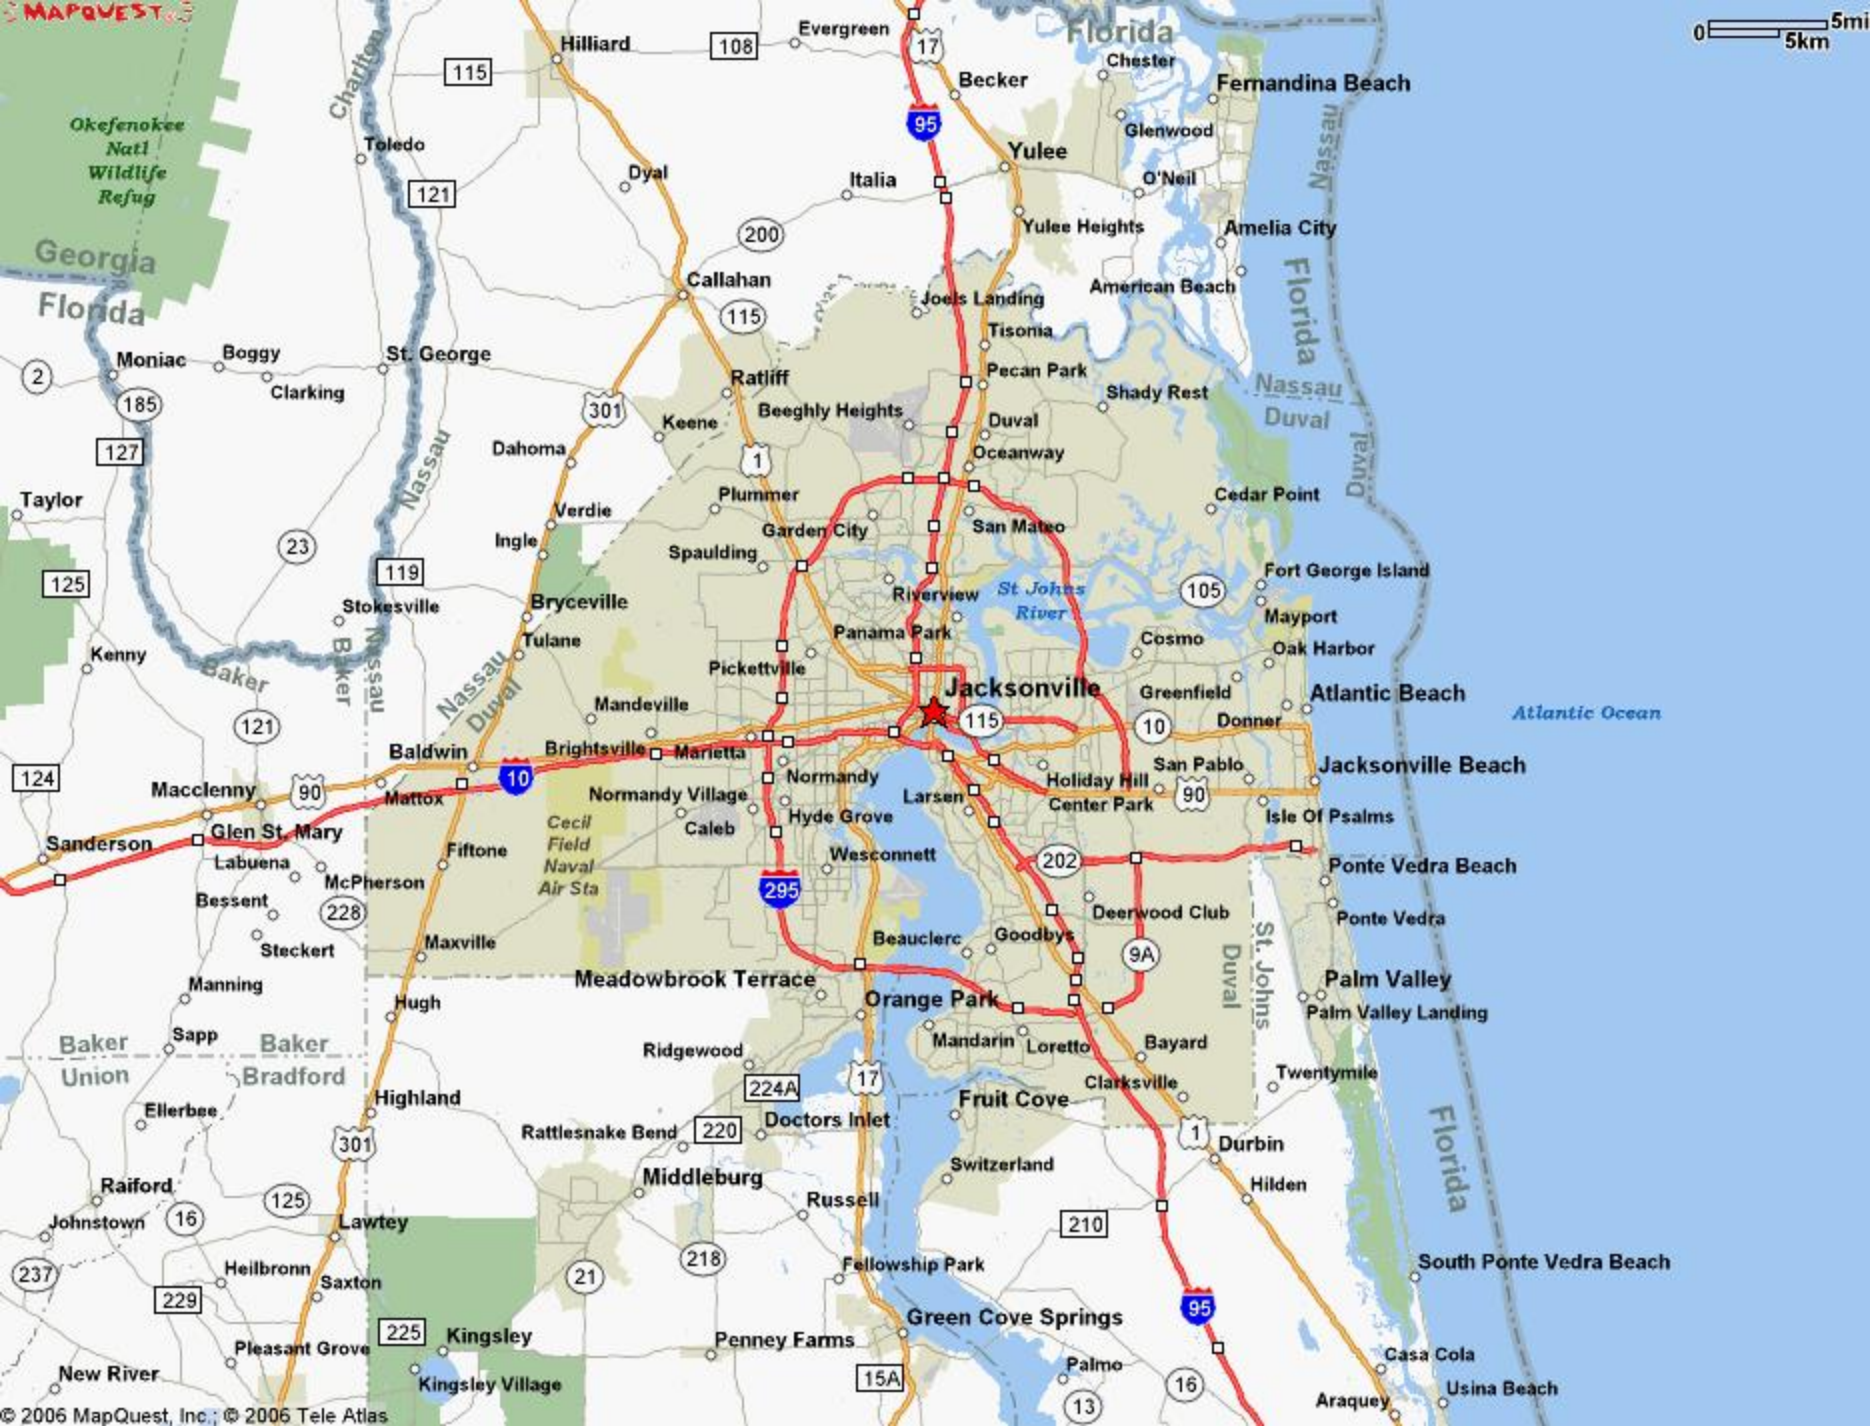 MAPQUEST
0 5mi
5km
Florida
Evergreen
17
Hilliard
108
Chester
115
Becker
Fernandina Beach
Charlton
95
Okefenokee
Natl
Wildlife
Refug
Glenwood
Nassau
Toledo
Yulee
Dyal
Italia
O'Neil
121
200
Yulee Heights
Amelia City
Georgia
Florida
Callahan
American Beach
Florida
Joels Landing
115
Tisonia
Moniac
Boggy
St. George
2
Clarking
Ratliff
Pecan Park
Nassau
Duval
185
301
Beeghly Heights
Shady Rest
Keene
Duval
127
Dahoma
1
Oceanway
Nassau
Duval
Taylor
Verdie
Plummer
Cedar Point
23
Ingle
Garden City
San Mateo
Spaulding
125
119
Fort George Island
St Johns
River
105
Stokesville
Bryceville
Riverview
Mayport
Kenny
Baker
Baker
Nassau
Tulane
Panama Park
Cosmo
Oak Harbor
Pickettville
Nassau
Duval
Jacksonville
Greenfield
Atlantic Beach
Mandeville
121
115
10
Donner
Atlantic Ocean
Baldwin
Brightsville
Marietta
124
10
Macclenny
90
Mattox
Normandy
San Pablo
Jacksonville Beach
Holiday Hill
Normandy Village
Larsen
Center Park
90
Glen St. Mary
Caleb
Hyde Grove
Isle Of Psalms
Sanderson
Cecil
Field
Naval
Air Sta
Labuena
Fiftone
Wesconnett
202
Ponte Vedra Beach
McPherson
295
Bessent
228
Deerwood Club
Ponte Vedra
Steckert
Maxville
Beauclerc
Goodbys
9A
Duval
St. Johns
Manning
Meadowbrook Terrace
Palm Valley
Hugh
Orange Park
Palm Valley Landing
Sapp
Baker
Union
Baker
Bradford
Ridgewood
Mandarin
Loretto
Bayard
17
224A
Clarksville
Twentymile
Highland
Fruit Cove
Ellerbee
Rattlesnake Bend
220
Doctors Inlet
301
1
Durbin
Florida
Switzerland
Raiford
125
Middleburg
Hilden
Johnstown
16
Lawtey
Russell
210
237
Heilbronn
Saxton
21
218
Fellowship Park
South Ponte Vedra Beach
229
95
225
Kingsley
Penney Farms
Green Cove Springs
Pleasant Grove
New River
Kingsley Village
15A
Palmo
16
Casa Cola
13
Araquey
Usina Beach
© 2006 MapQuest, Inc.; © 2006 Tele Atlas